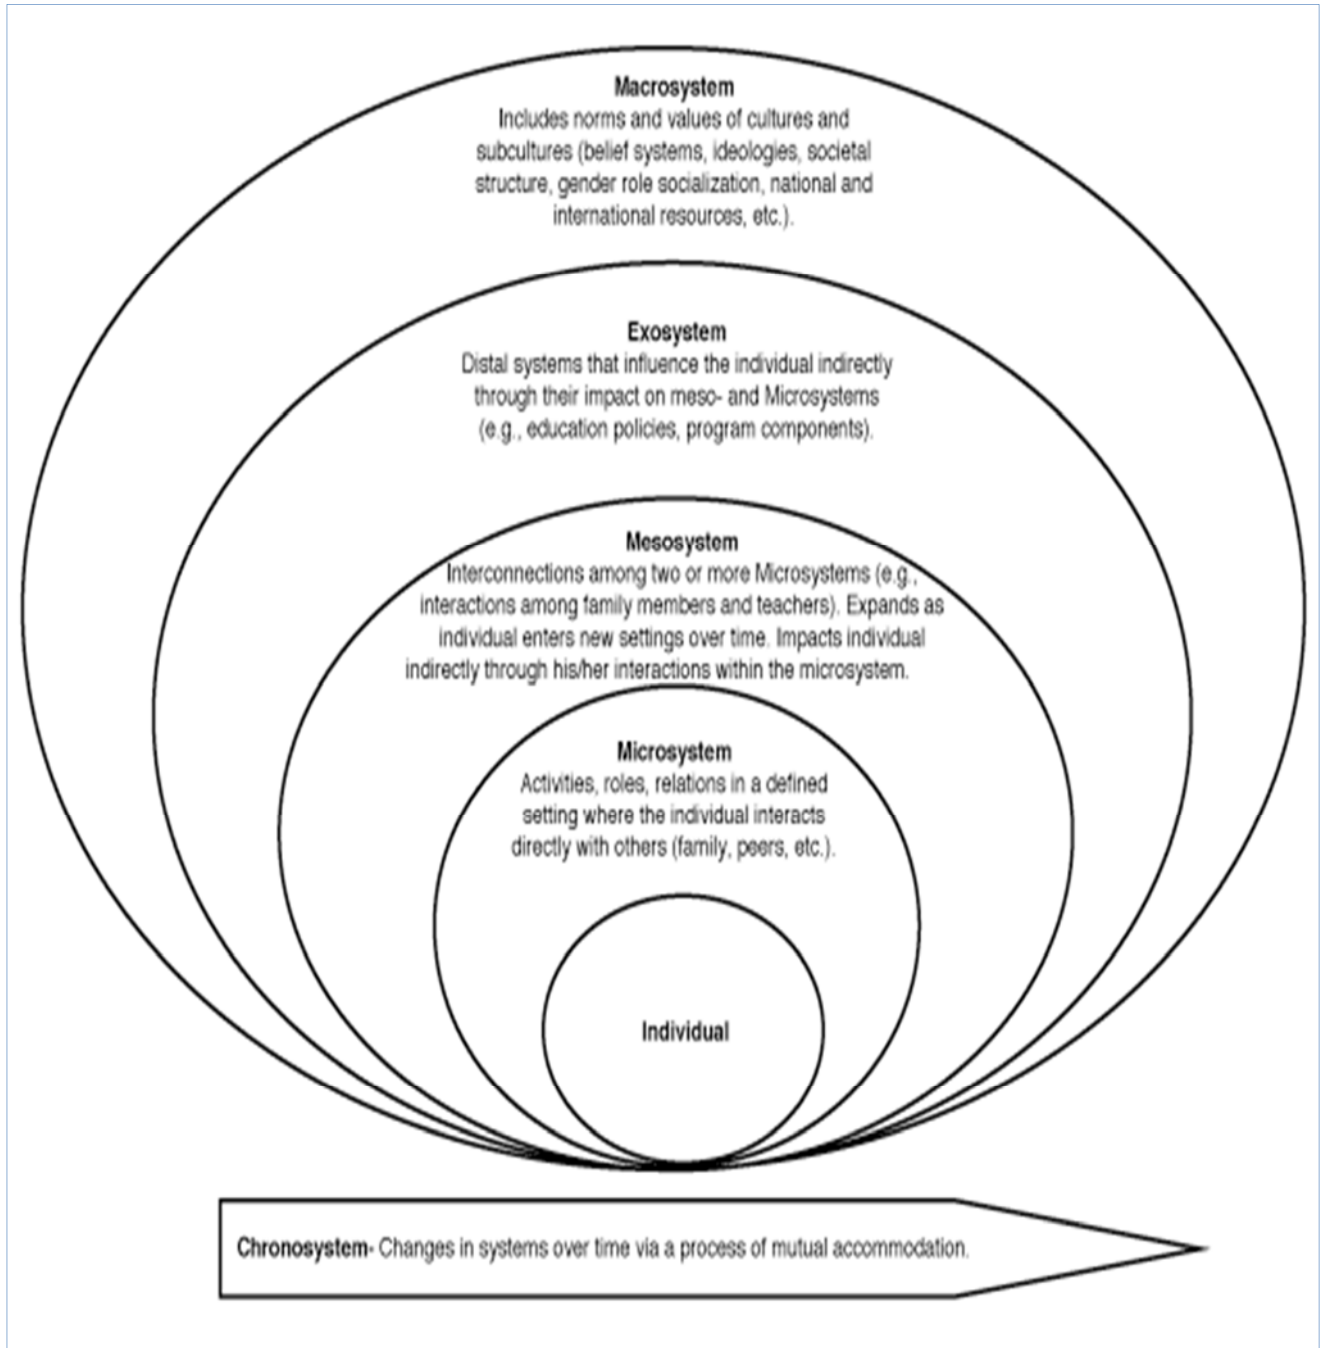 Macrosystem
Includes norms and values of cultures and
subcultures (belief systems, ideologies, societal
structure, gender role socialization, national and
international resources, etc.).
Exosystem
Distal systems that influence the individual indirectly
through their impact on meso- and Microsystems
(e.g., education policies, program components).
Mesosystem
Interconnections among two or more Microsystems (e.g.,
interactions among family members and teachers). Expands as
individual enters new settings over time. Impacts individual
indirectly through his/her interactions within the microsystem.
Microsystem
Activities, roles, relations in a defined
setting where the individual interacts
directly with others (family, peers, etc.).
Individual
Chronosystem- Changes in systems over time via a process of mutual accommodation.